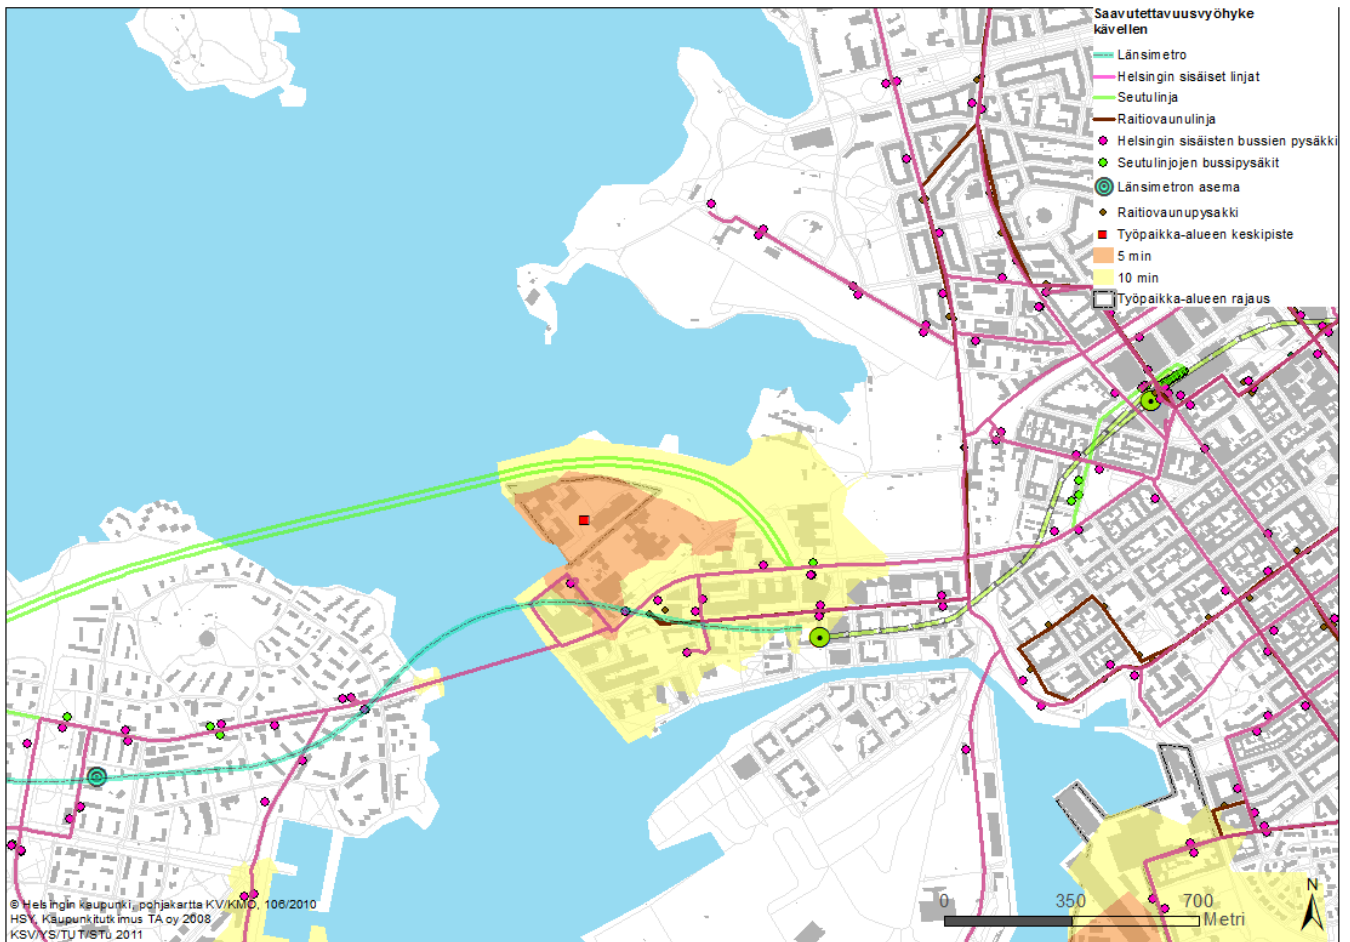 Saavutettavuusvyöhyke
kävellen
Länsimetro
Helsingin sisäiset linjat
Seutulinja
Raitiovaunulinja
Helsingin sisäisten bussien pysäkki
Seutulinjojen bussipysäkit
Länsimetron asema
Raitiovaunupysakki
Työpaikka-alueen keskipiste
5 min
10 min
Työpaikka-alueen rajaus
© Helsingin kaupunki, pohjakartta KV/KMO, 106/2010
HSY, Kaupunkitutkimus TA oy 2008
KSV/YS/TUT/STu 2011
0 350 700
Metri
N